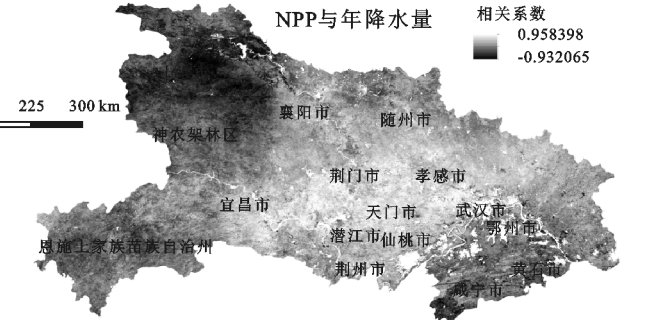 NPP与年降水量
相关系数
0.958398
-0.932065
225 300 km
襄阳市
随州市
神农架林区
荆门市
孝感市
宜昌市
天门市
武汉市
鄂州市
潜江市
仙桃市
恩施土家族苗族自治州
荆州市
黄石市
咸宁市